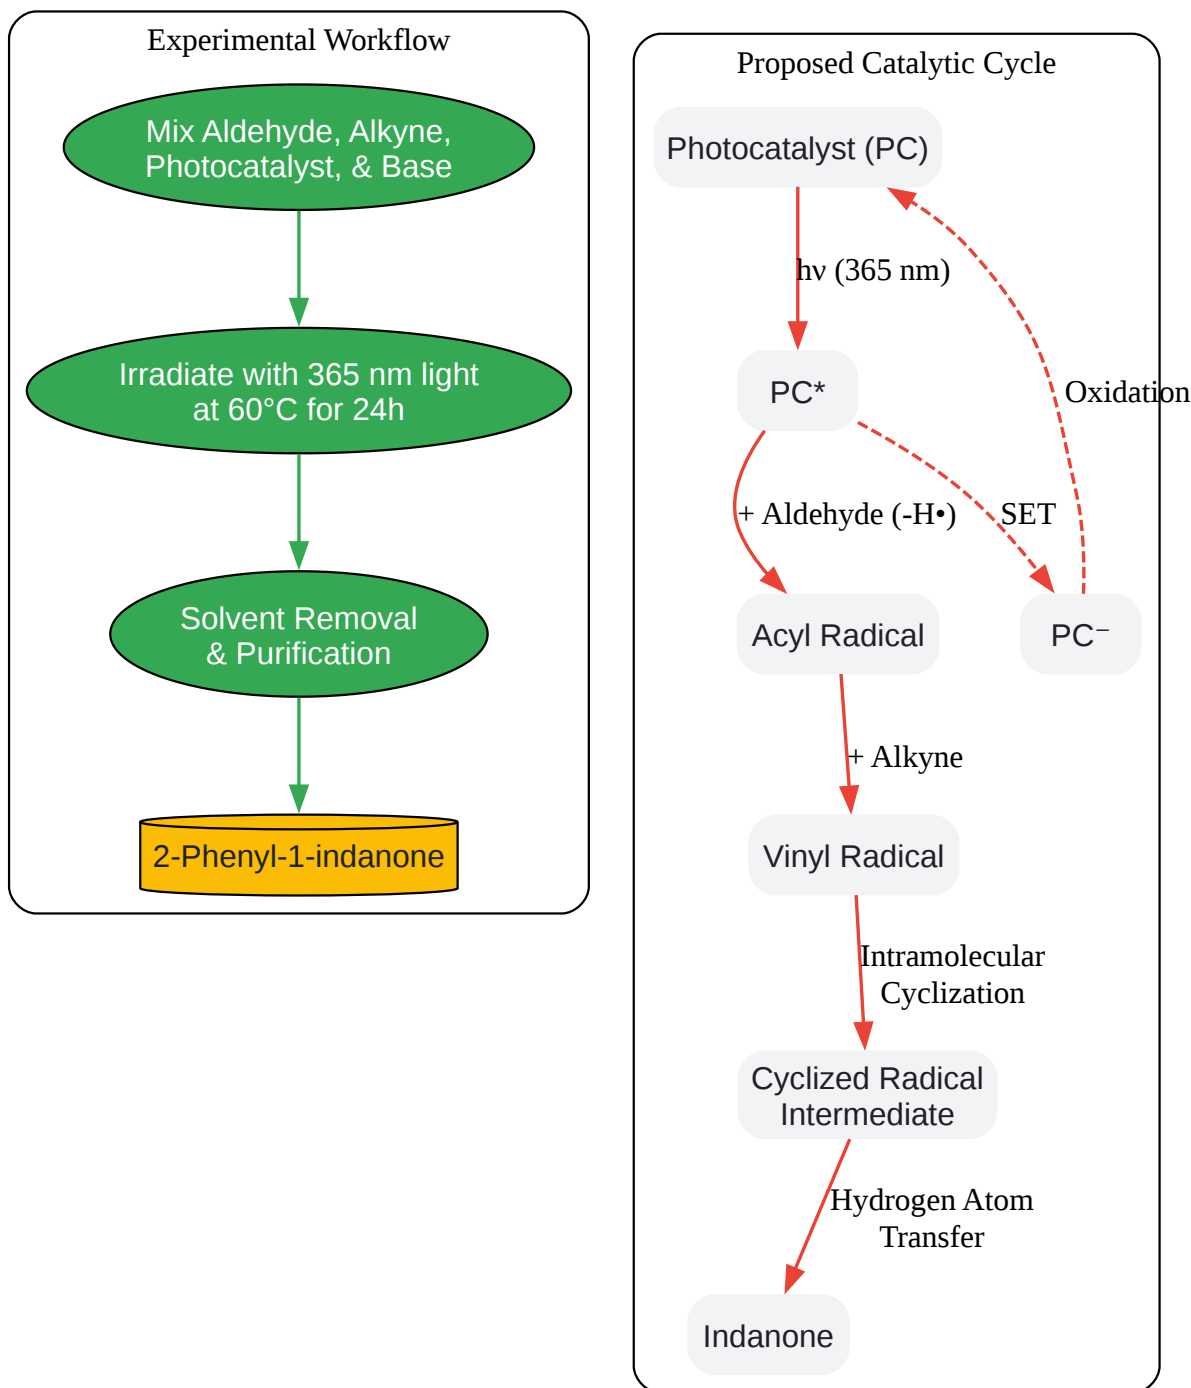 Experimental Workflow
Mix Aldehyde, Alkyne,
Photocatalyst, & Base
Irradiate with 365 nm light
at 60°C for 24h
Solvent Removal
& Purification
2-Phenyl-1-indanone
Proposed Catalytic Cycle
Photocatalyst (PC)
hν (365 nm)
PC*
Oxidation
+ Aldehyde (-H•)
SET
Acyl Radical
PC⁻
+ Alkyne
Vinyl Radical
Intramolecular
Cyclization
Cyclized Radical
Intermediate
Hydrogen Atom
Transfer
Indanone